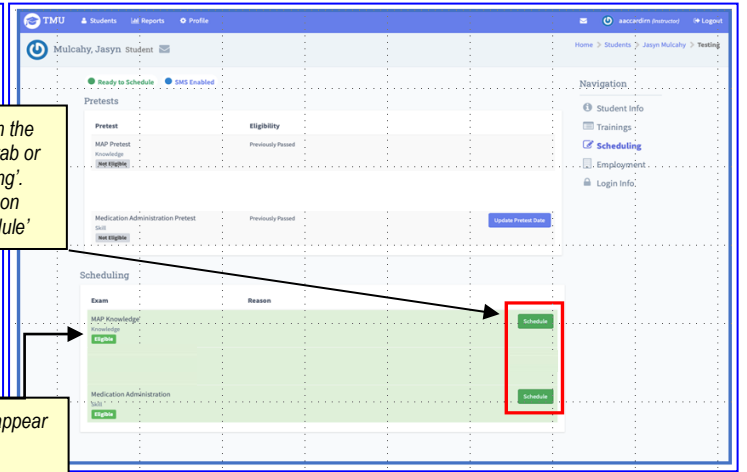 TMU Students Reports Profile aaccardim (Instructor) Logout
Mulcahy, Jasyn Student
Home > Students > Jasyn Mulcahy > Testing
Ready to Schedule SMS Enabled
Navigation
Student Info
Trainings
Scheduling
Employment
Login Info
Pretests
Pretest Eligibility
MAP Pretest Previously Passed
Knowledge
Not Eligible
Medication Administration Pretest Previously Passed Update Pretest Date
Skill
Not Eligible
the
ab or
ng'.
on
ule'
Scheduling
Exam Reason
MAP Knowledge' Schedule
Knowledge
Eligible
Medication Administration Schedule
Skill
Eligible
appear